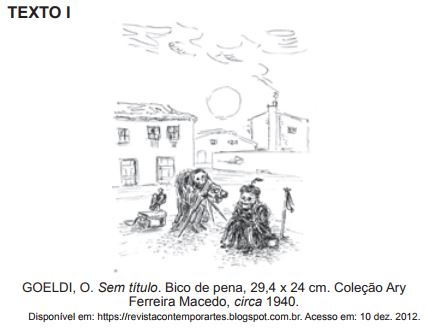 TEXTO I
GOELDI, O. Sem título. Bico de pena, 29,4 x 24 cm. Coleção Ary
Ferreira Macedo, circa 1940.
Disponível em: https://revistacontemporartes.blogspot.com.br. Acesso em: 10 dez. 2012.